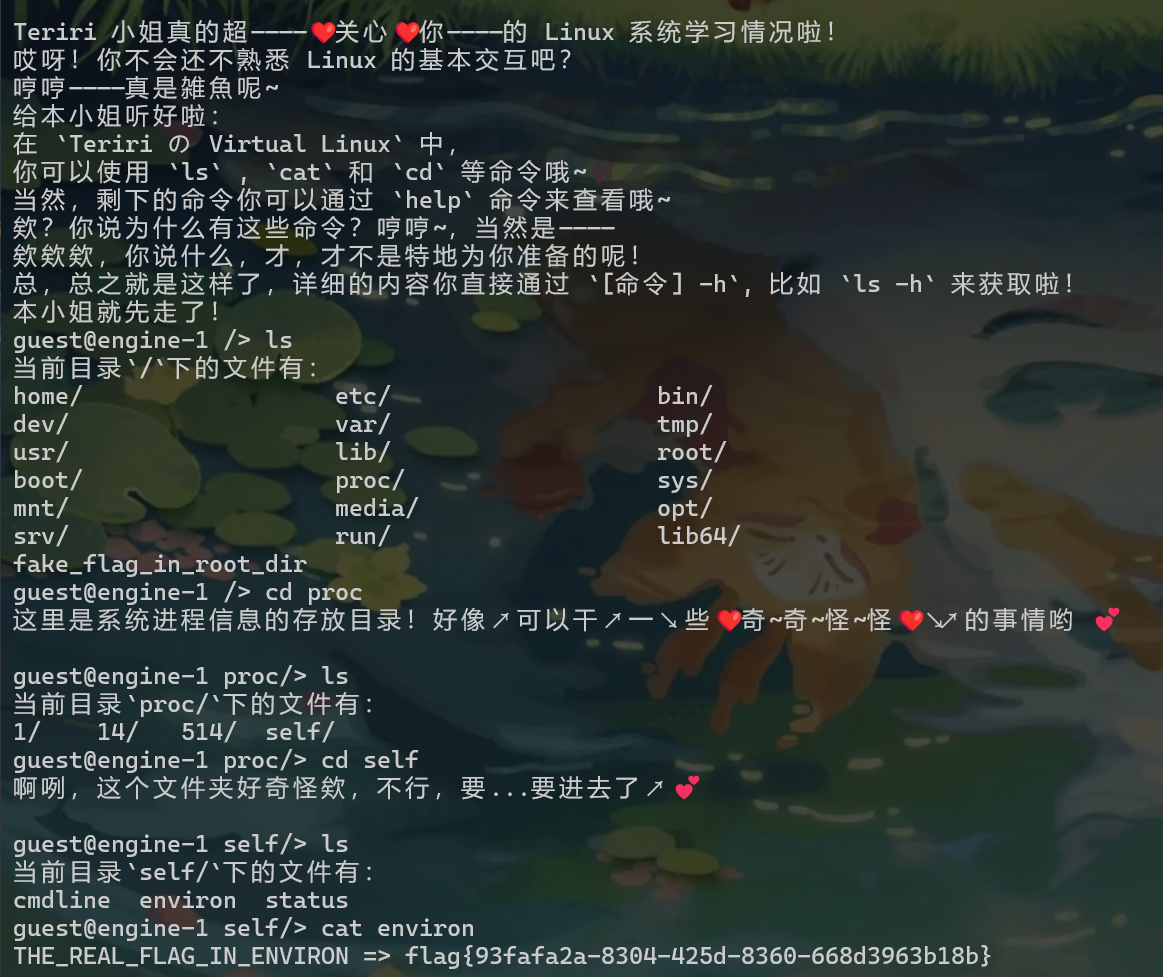 Teriri 小姐真的超————❤️关心❤️你————的 Linux 系统学习情况啦！
哎呀！你不会还不熟悉 Linux 的基本交互吧？
哼哼————真是雑魚呢~
给本小姐听好啦：
在 `Teriri の Virtual Linux` 中，
你可以使用 `ls` , `cat` 和 `cd` 等命令哦~
当然，剩下的命令你可以通过 `help` 命令来查看哦~
欸？你说为什么有这些命令？哼哼~，当然是————
欸欸欸，你说什么，才，才不是特地为你准备的呢！
总，总之就是这样了，详细的内容你直接通过 `[命令] -h`，比如 `ls -h` 来获取啦！
本小姐就先走了！
guest@engine-1 /> ls
当前目录`/`下的文件有：
home/ etc/ bin/
dev/ var/ tmp/
usr/ lib/ root/
boot/ proc/ sys/
mnt/ media/ opt/
srv/ run/ lib64/
fake_flag_in_root_dir
guest@engine-1 /> cd proc
这里是系统进程信息的存放目录！好像↗可以干↗一↘些❤️奇~奇~怪~怪❤️↘↗的事情哟 💕
guest@engine-1 proc/> ls
当前目录`proc/`下的文件有：
1/ 14/ 514/ self/
guest@engine-1 proc/> cd self
啊咧，这个文件夹好奇怪欸，不行，要...要进去了↗💕
guest@engine-1 self/> ls
当前目录`self/`下的文件有：
cmdline environ status
guest@engine-1 self/> cat environ
THE_REAL_FLAG_IN_ENVIRON => flag{93fafa2a-8304-425d-8360-668d3963b18b}